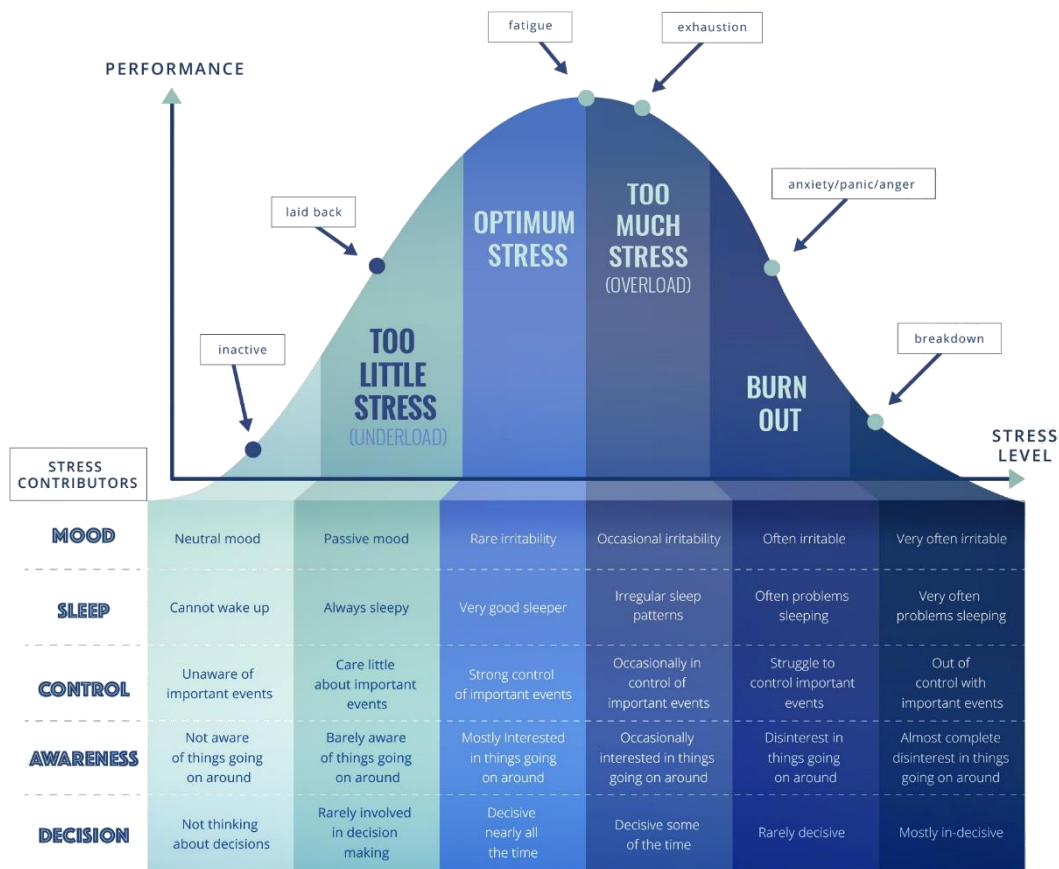 fatigue
exhaustion
PERFORMANCE
anxiety/panic/anger
laid back
OPTIMUM
STRESS
TOO
MUCH
STRESS
(OVERLOAD)
inactive
TOO
LITTLE
STRESS
(UNDERLOAD)
breakdown
BURN
OUT
STRESS
LEVEL
STRESS
CONTRIBUTORS
MOOD
Neutral mood
Passive mood
Rare irritability
Occasional irritability
Often irritable
Very often irritable
SLEEP
Cannot wake up
Always sleepy
Very good sleeper
Irregular sleep
patterns
Often problems
sleeping
Very often
problems sleeping
CONTROL
Unaware of
important events
Care little
about important
events
Strong control
of important events
Occasionally in
control of
important events
Struggle to
control important
events
Out of
control with
important events
AWARENESS
Not aware
of things going
on around
Barely aware
of things going
on around
Mostly Interested
in things going
on around
Occasionally
interested in things
going on around
Disinterest in
things going
on around
Almost complete
disinterest in things
going on around
DECISION
Not thinking
about decisions
Rarely involved
in decision
making
Decisive
nearly all
the time
Decisive some
of the time
Rarely decisive
Mostly in-decisive